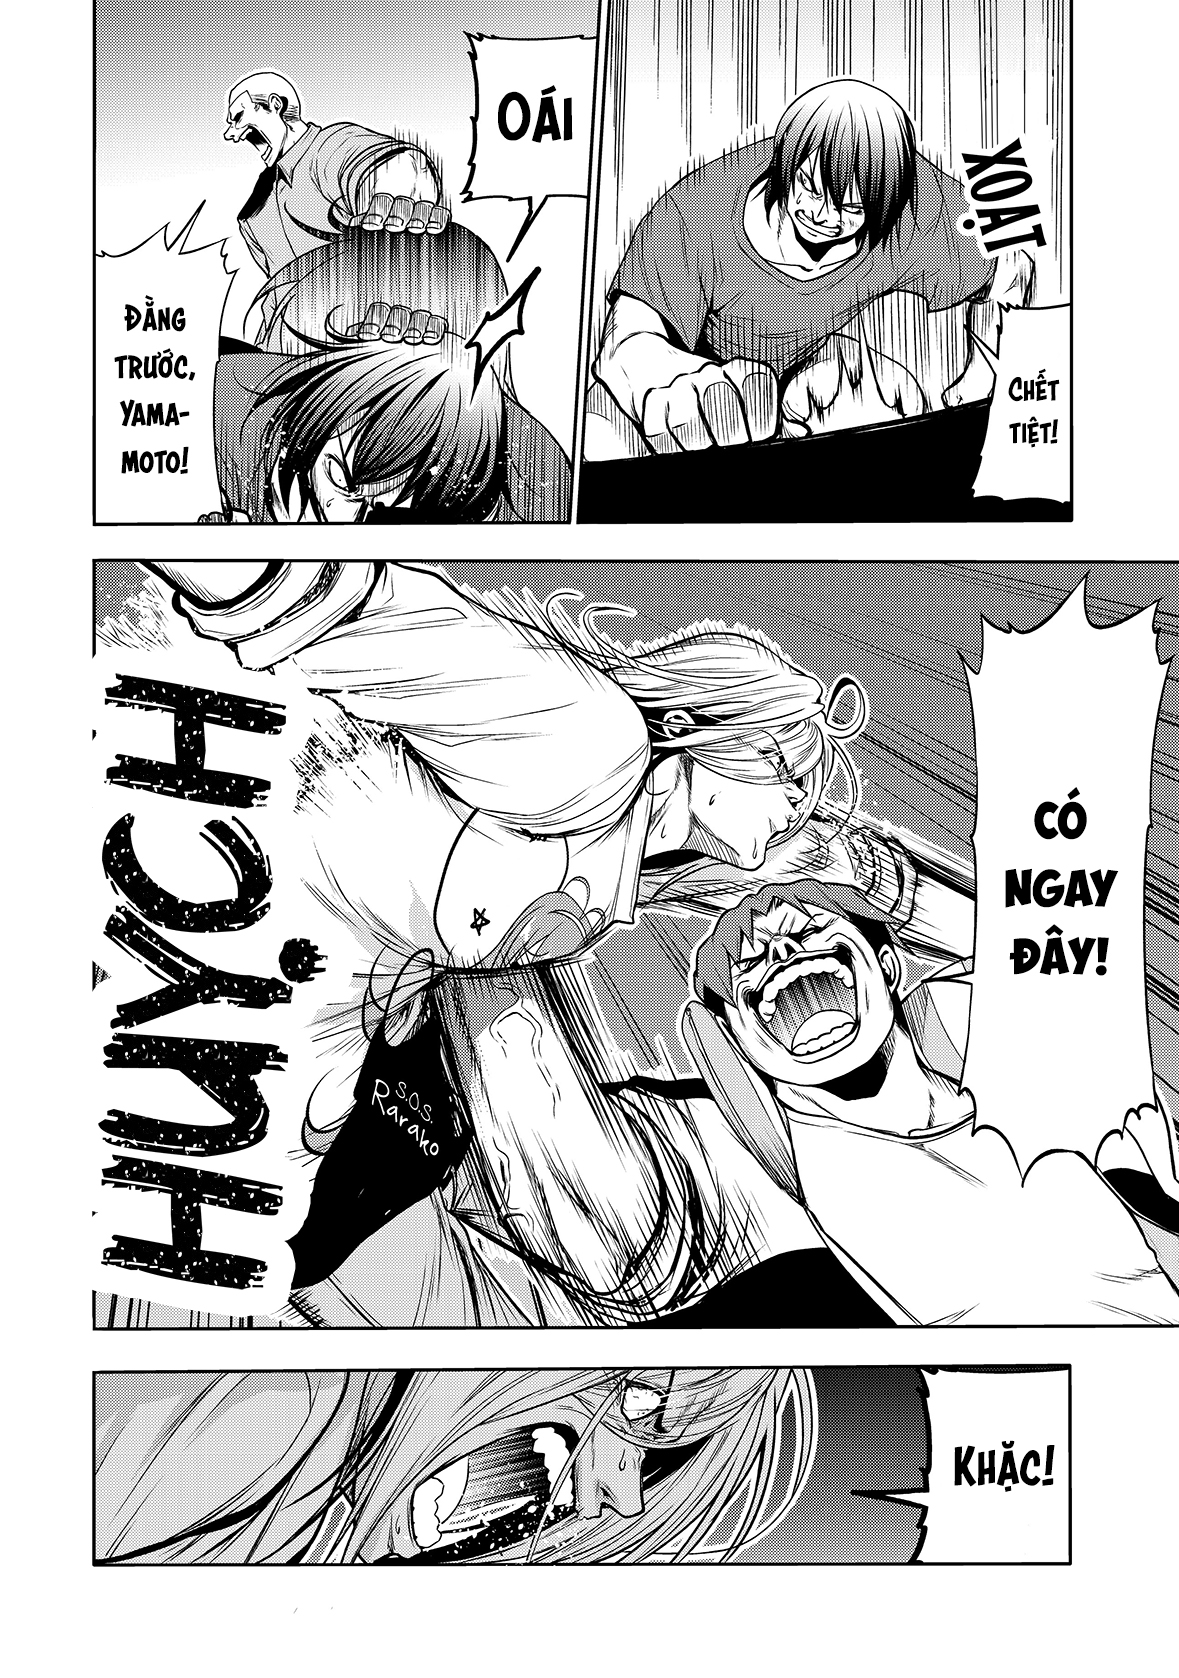 XOẠT
CHẾT
TIỆT!
OÁI
ĐẰNG
TRƯỚC,
YAMA-
MOTO!
CÓ
NGAY
ĐÂY!
HUỴCH
S.O.S.
Rarako
KHẶC!